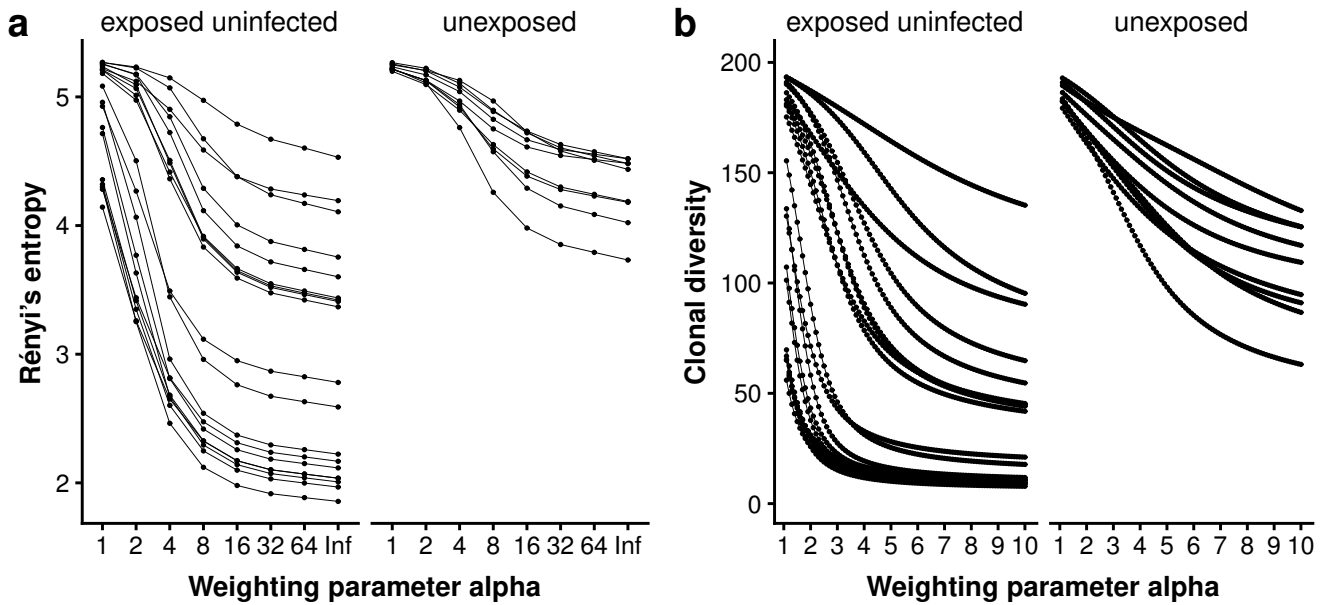 a
exposed uninfected
unexposed
Rényi's entropy
5
4
3
2
1 2 4 8 16 32 64 Inf
1 2 4 8 16 32 64 Inf
Weighting parameter alpha
b
exposed uninfected
unexposed
Clonal diversity
200
150
100
50
0
1 2 3 4 5 6 7 8 9 10
1 2 3 4 5 6 7 8 9 10
Weighting parameter alpha